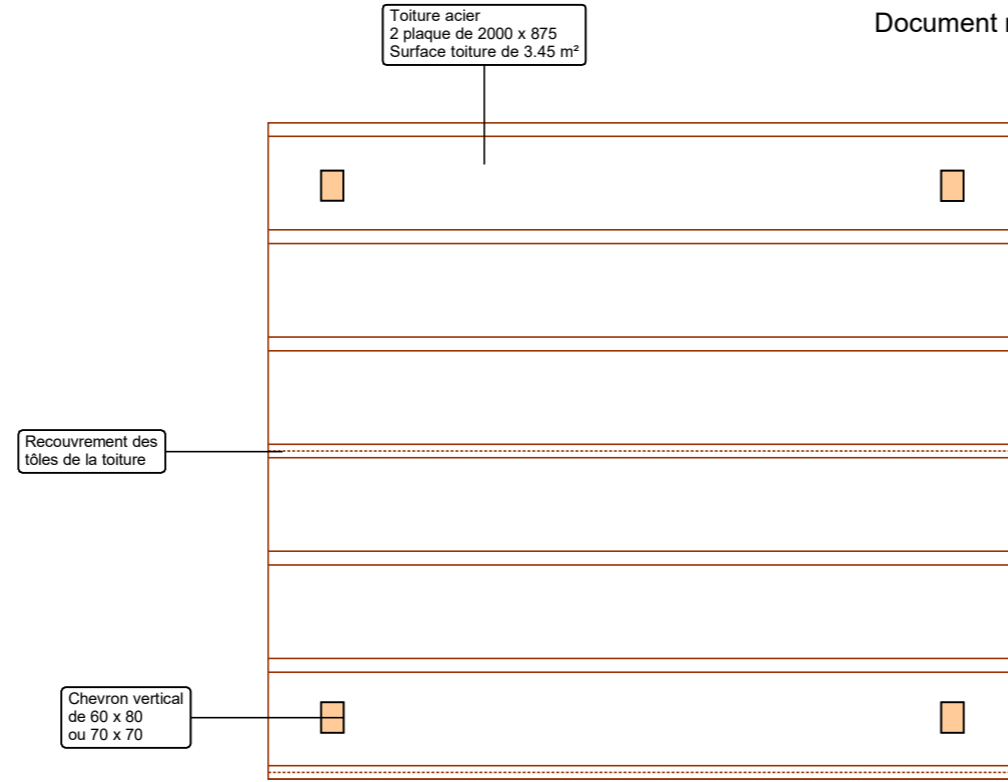 Toiture acier
2 plaque de 2000 x 875
Surface toiture de 3.45 m²
Document
Recouvrement des
tôles de la toiture
Chevron vertical
de 60 x 80
ou 70 x 70